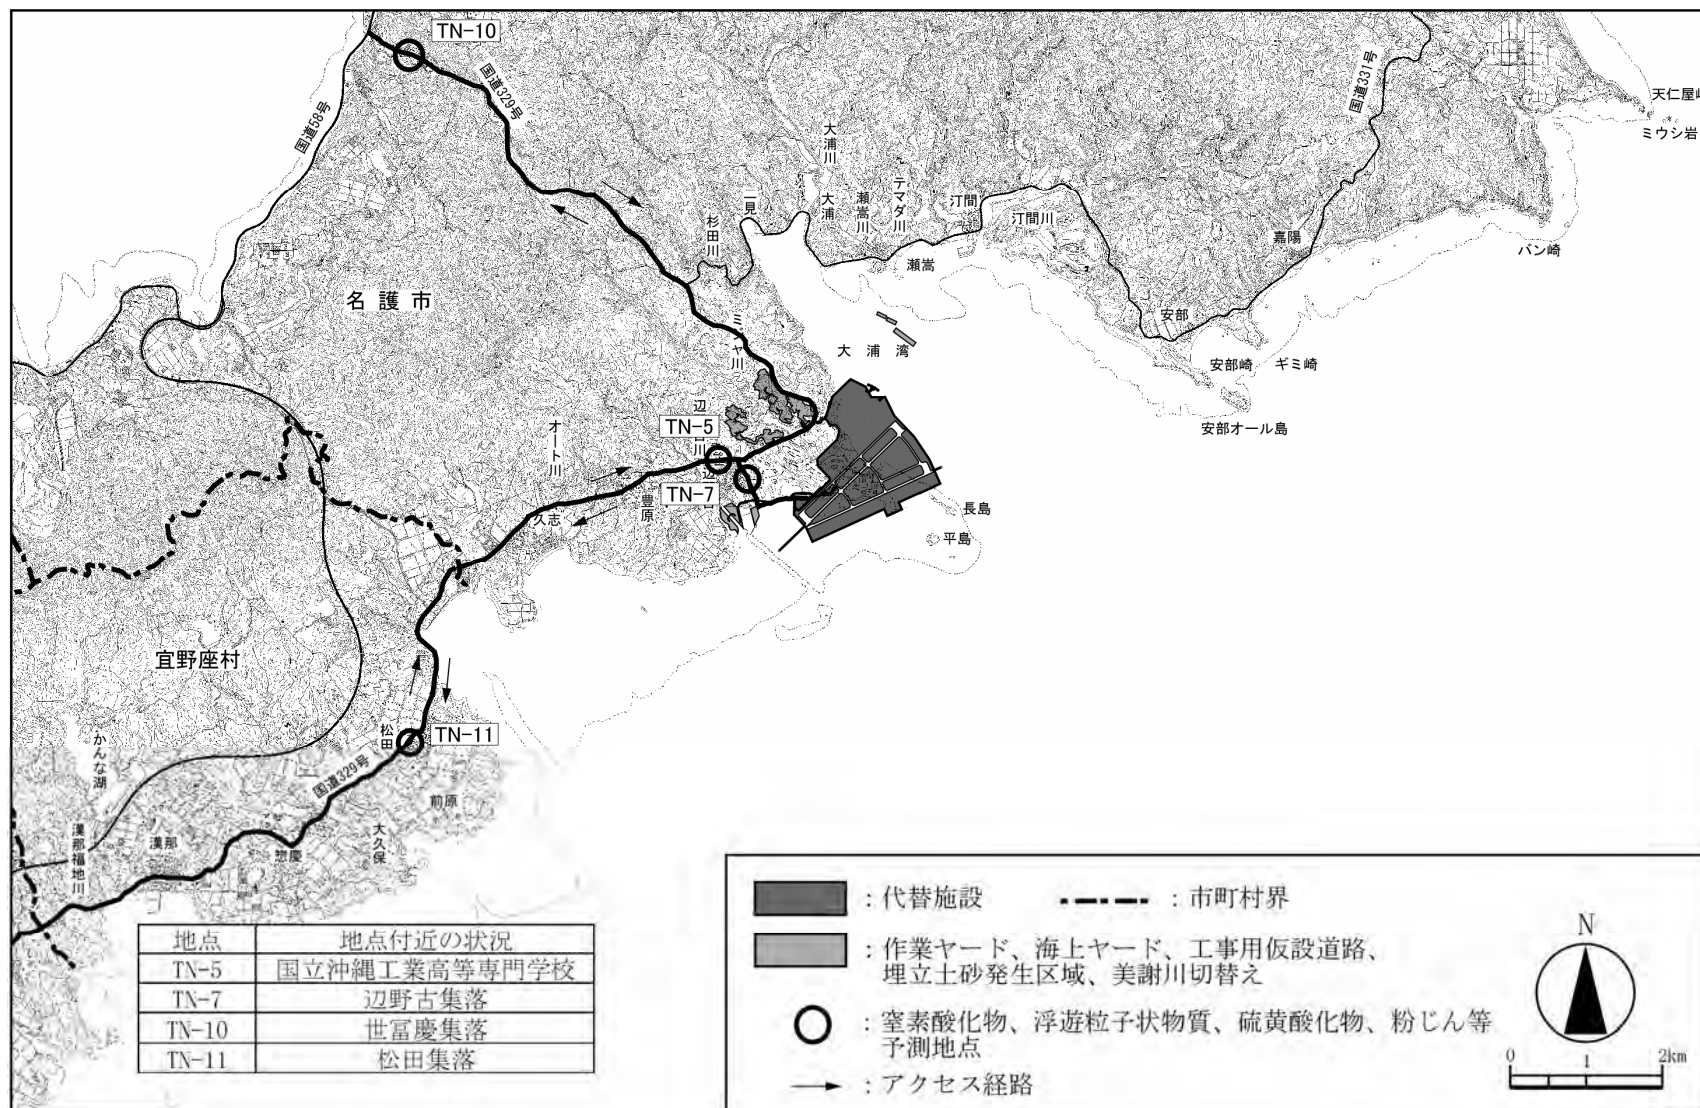 TN-10
国道329号
国道58号
国道331号
天仁屋
ミウシ岩
バン崎
嘉陽
大浦川
大浦
瀬嵩川
テマダ川
汀間
汀間川
二見
杉田川
瀬嵩
安部
安部崎
ギミ崎
安部オール島
名護市
大浦湾
TN-5
TN-7
オート川
豊原
久志
長島
平島
宜野座村
松田
TN-11
国道329号
かんな湖
前原
大久保
漢那福地川
漢那
惣慶
地点 地点付近の状況
TN-5 国立沖縄工業高等専門学校
TN-7 辺野古集落
TN-10 世冨慶集落
TN-11 松田集落
：代替施設
：市町村界
：作業ヤード、海上ヤード、工事用仮設道路、
埋立土砂発生区域、美謝川切替え
：窒素酸化物、浮遊粒子状物質、硫黄酸化物、粉じん等
予測地点
：アクセス経路
N
0 1 2km